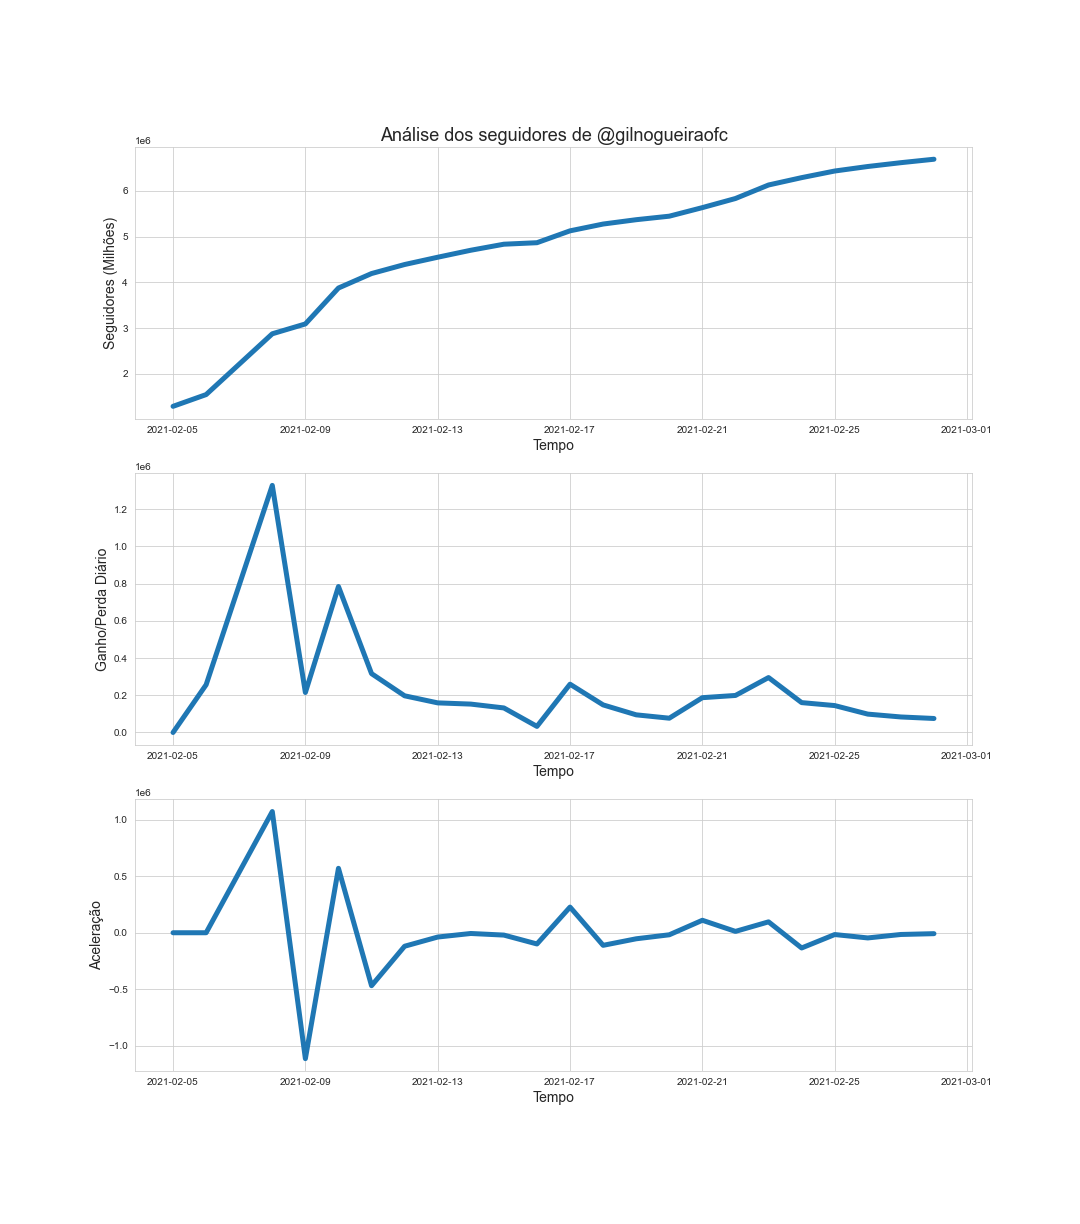 Análise dos seguidores de @gilnogueiraofc
1e6
Seguidores (Milhões)
6
5
4
3
2
2021-02-05 2021-02-09 2021-02-13 2021-02-17 2021-02-21 2021-02-25 2021-03-01
Tempo
1e6
Ganho/Perda Diário
1.2
1.0
0.8
0.6
0.4
0.2
0.0
2021-02-05 2021-02-09 2021-02-13 2021-02-17 2021-02-21 2021-02-25 2021-03-01
Tempo
1e6
Aceleração
1.0
0.5
0.0
−0.5
−1.0
2021-02-05 2021-02-09 2021-02-13 2021-02-17 2021-02-21 2021-02-25 2021-03-01
Tempo